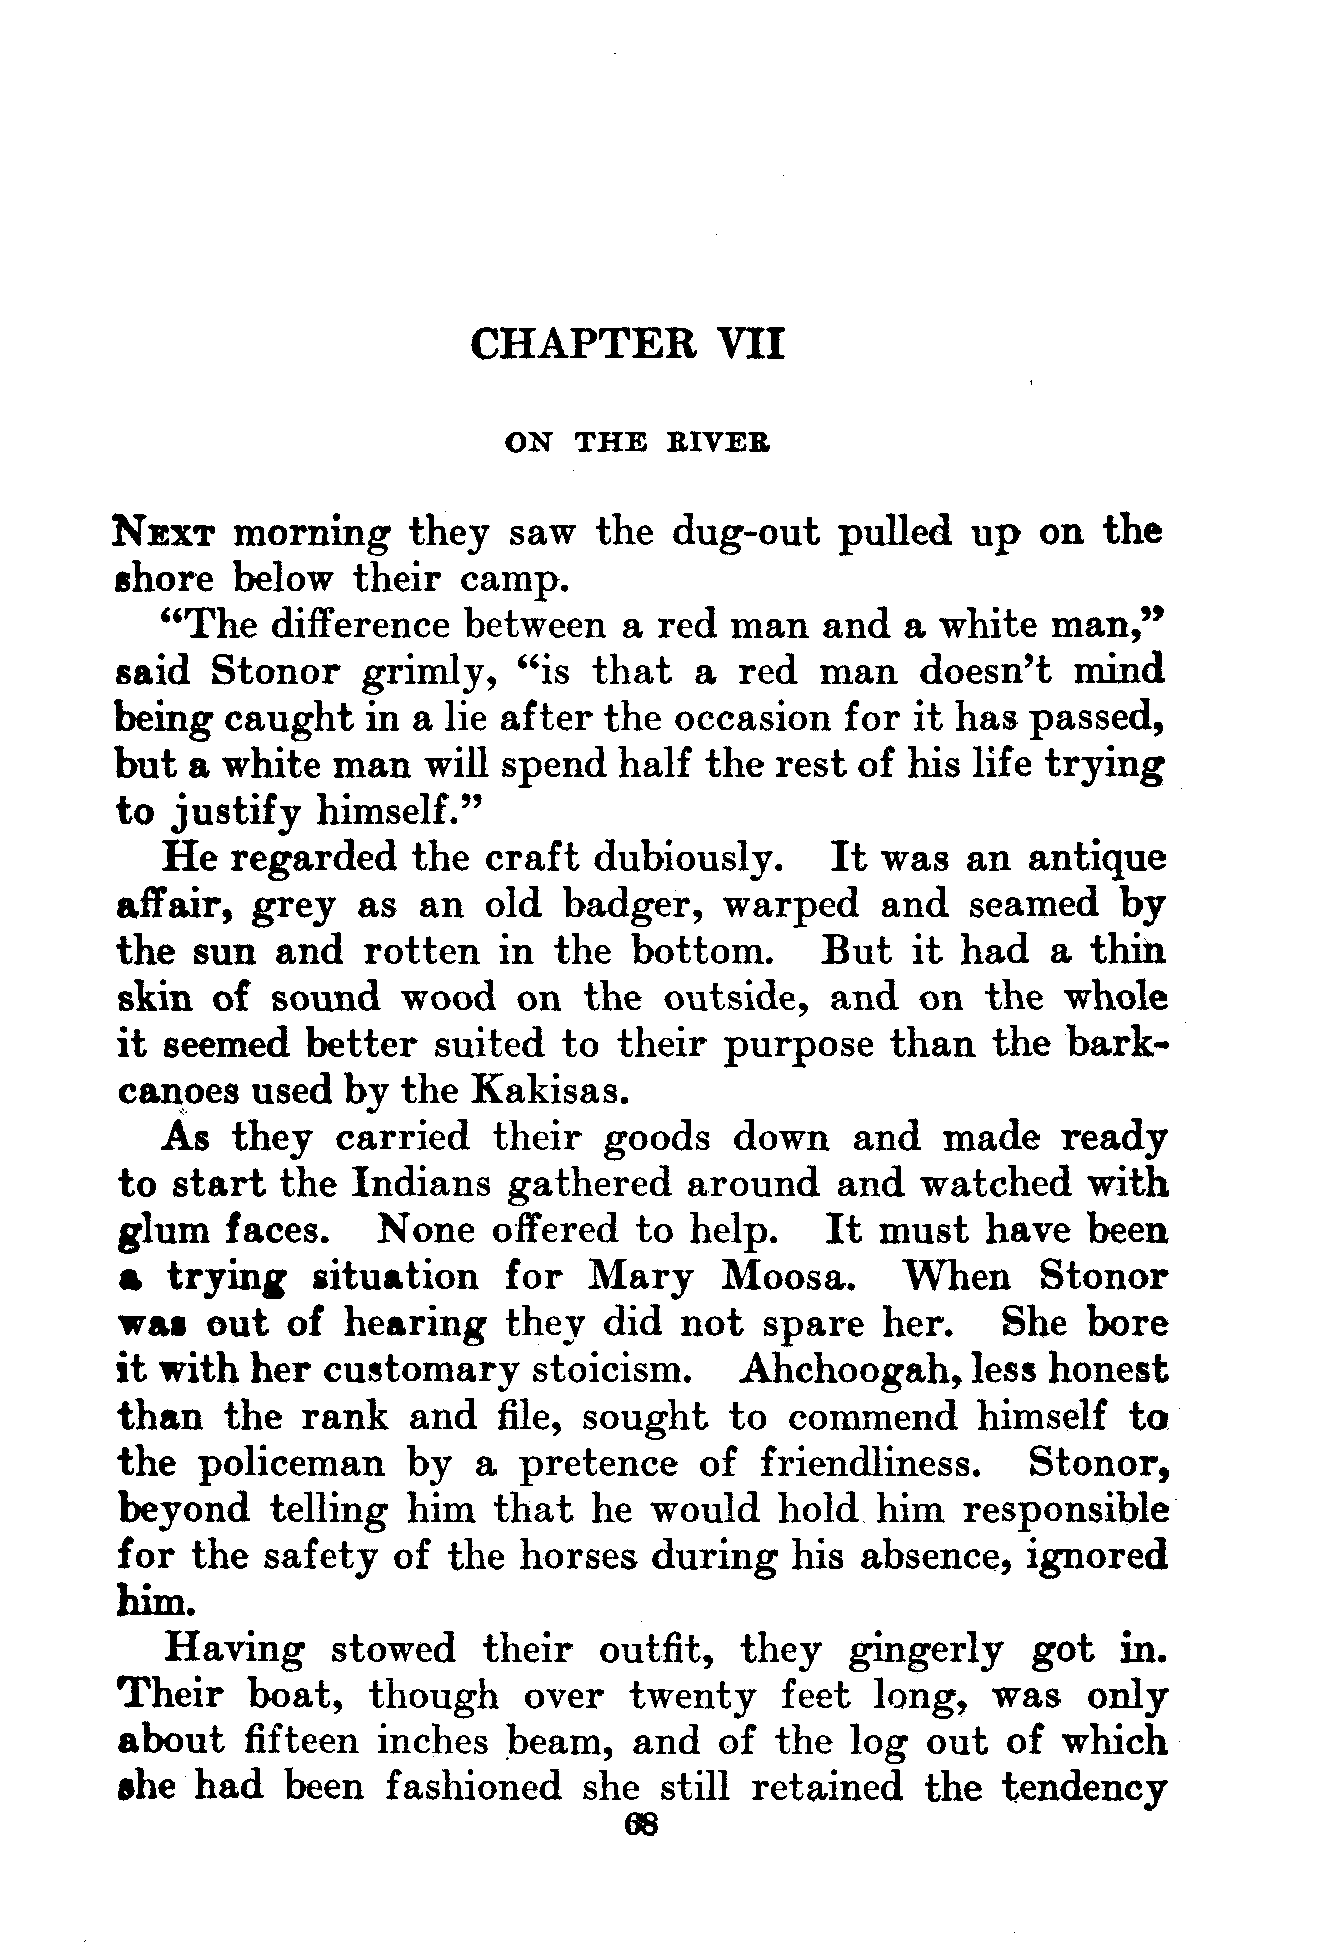 CHAPTER VII
ON THE RIVER
NEXT morning they saw the dug-out pulled up on the
shore below their camp.
“The difference between a red man and a white man,”
said Stonor grimly, “is that a red man doesn’t mind
being caught in a lie after the occasion for it has passed,
but a white man will spend half the rest of his life trying
to justify himself.”
He regarded the craft dubiously. It was an antique
affair, grey as an old badger, warped and seamed by
the sun and rotten in the bottom. But it had a thin
skin of sound wood on the outside, and on the whole
it seemed better suited to their purpose than the bark-
canoes used by the Kakisas.
As they carried their goods down and made ready
to start the Indians gathered around and watched with
glum faces. None offered to help. It must have been
a trying situation for Mary Moosa. When Stonor
was out of hearing they did not spare her. She bore
it with her customary stoicism. Ahchoogah, less honest
than the rank and file, sought to commend himself to
the policeman by a pretence of friendliness. Stonor,
beyond telling him that he would hold him responsible
for the safety of the horses during his absence, ignored
him.
Having stowed their outfit, they gingerly got in.
Their boat, though over twenty feet long, was only
about fifteen inches beam, and of the log out of which
she had been fashioned she still retained the tendency
68